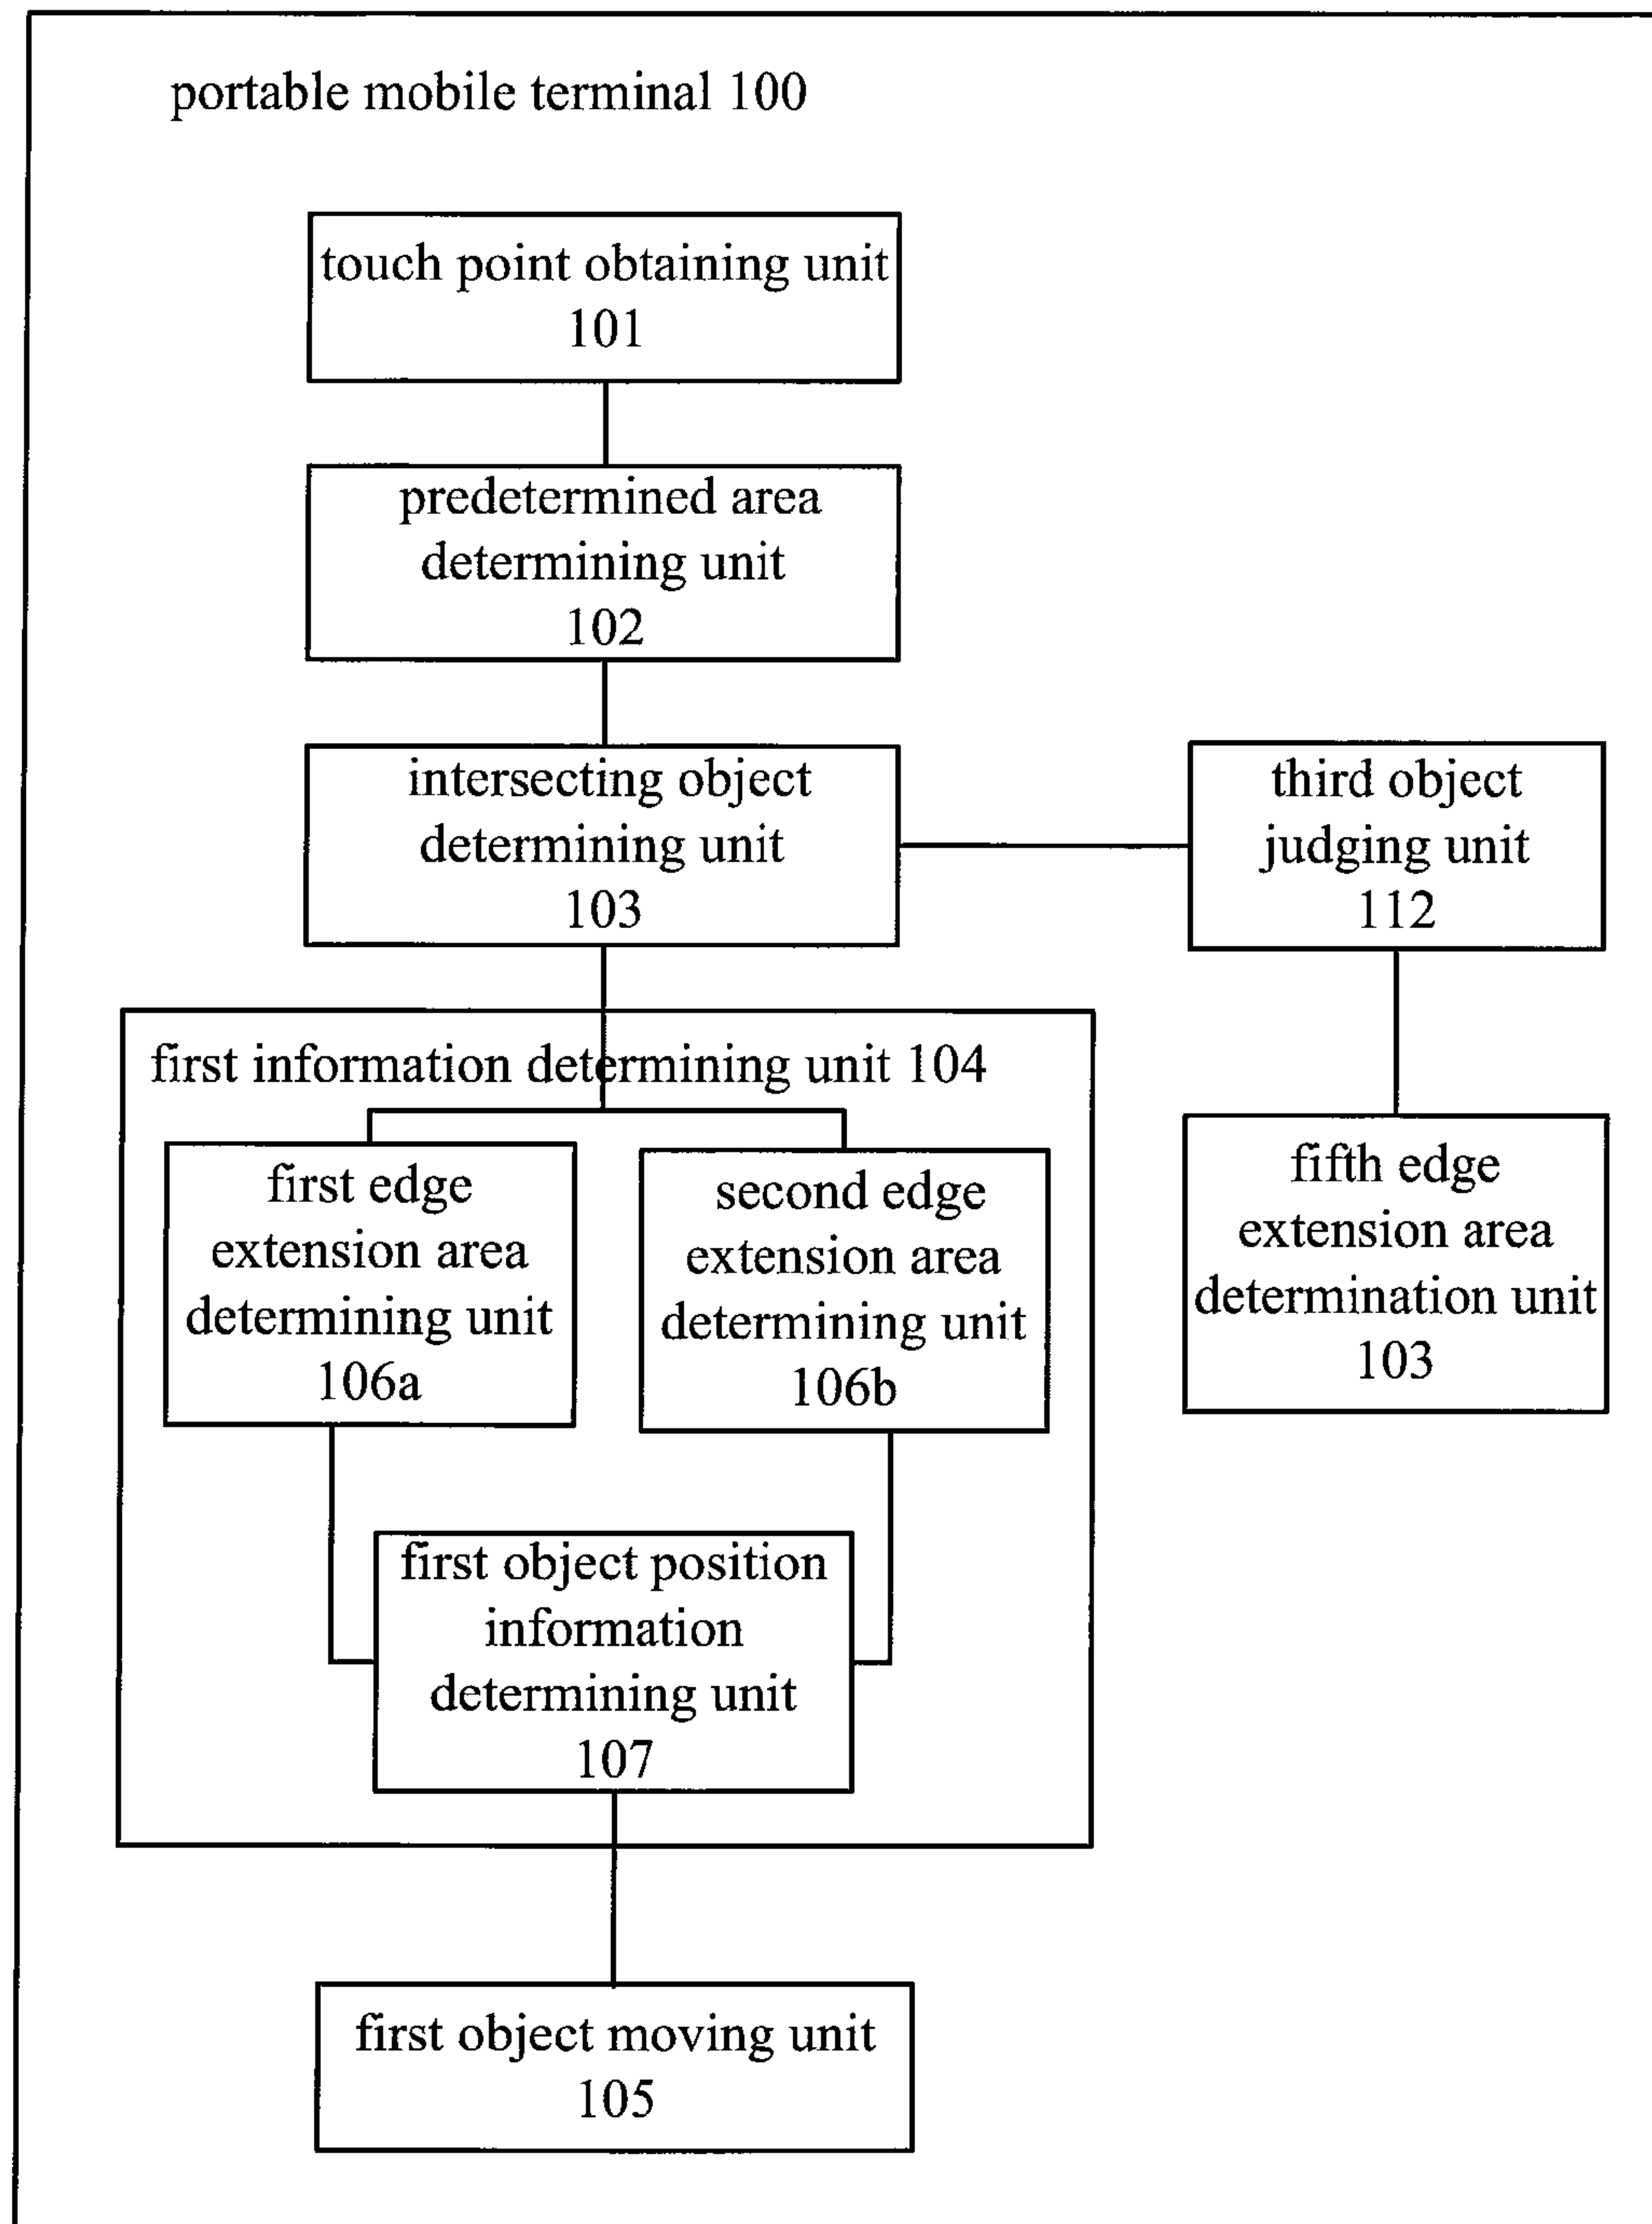 portable mobile terminal 100
touch point obtaining unit
101
predetermined area
determining unit
102
intersecting object
determining unit
103
third object
judging unit
112
first information determining unit 104
first edge
extension area
determining unit
106a
second edge
extension area
determining unit
106b
fifth edge
extension area
determination unit
103
first object position
information
determining unit
107
first object moving unit
105